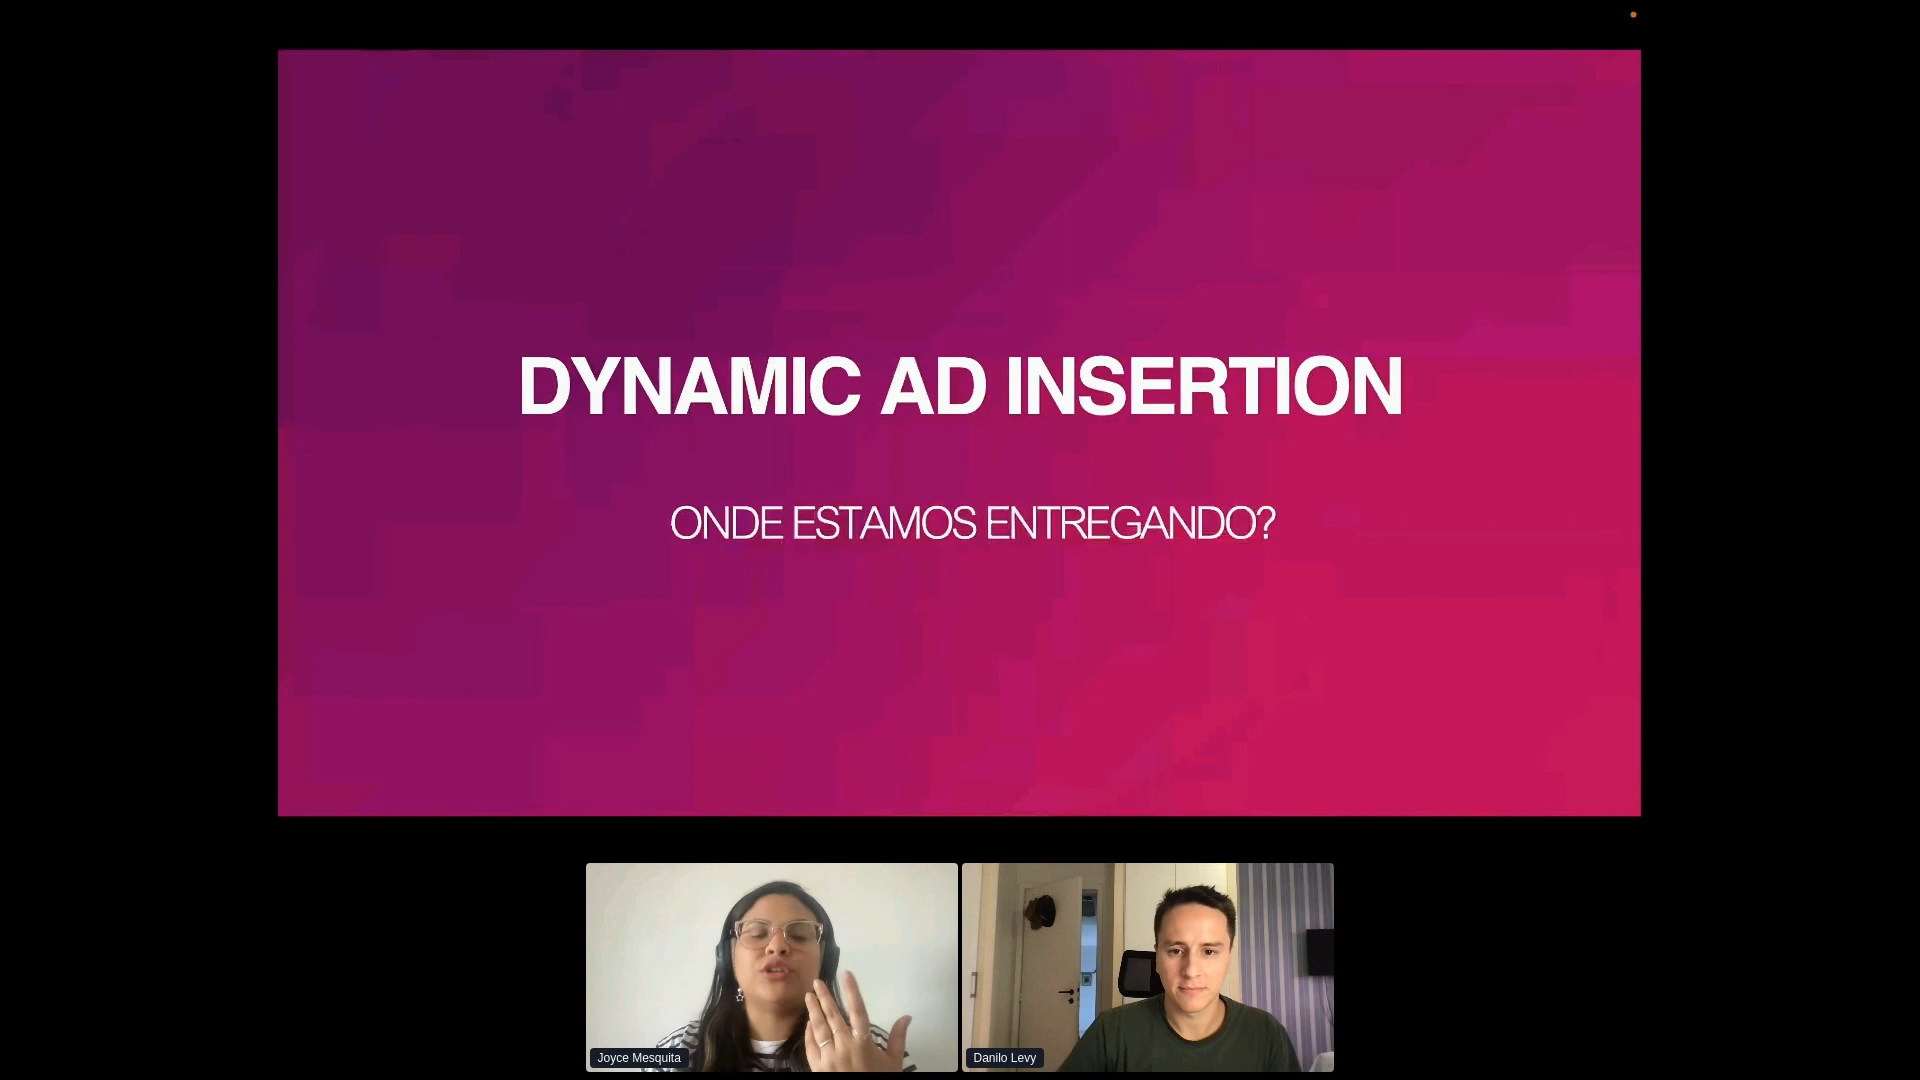 DYNAMIC AD INSERTION
ONDE ESTAMOS ENTREGANDO?
Joyce Mesquita
Danilo Levy